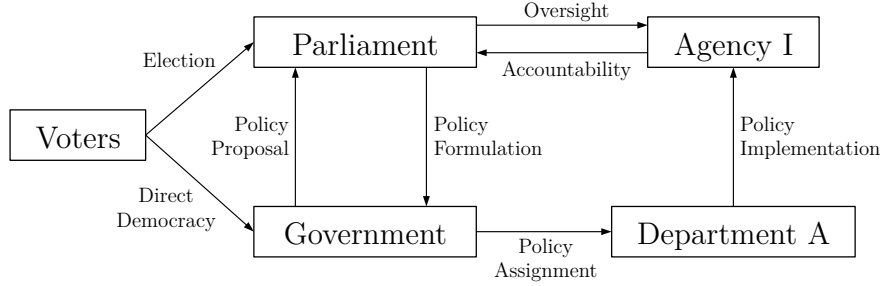 Oversight
Parliament
Agency I
Election
Accountability
Voters
Policy
Proposal
Policy
Formulation
Policy
Implementation
Direct
Democracy
Government
Department A
Policy
Assignment